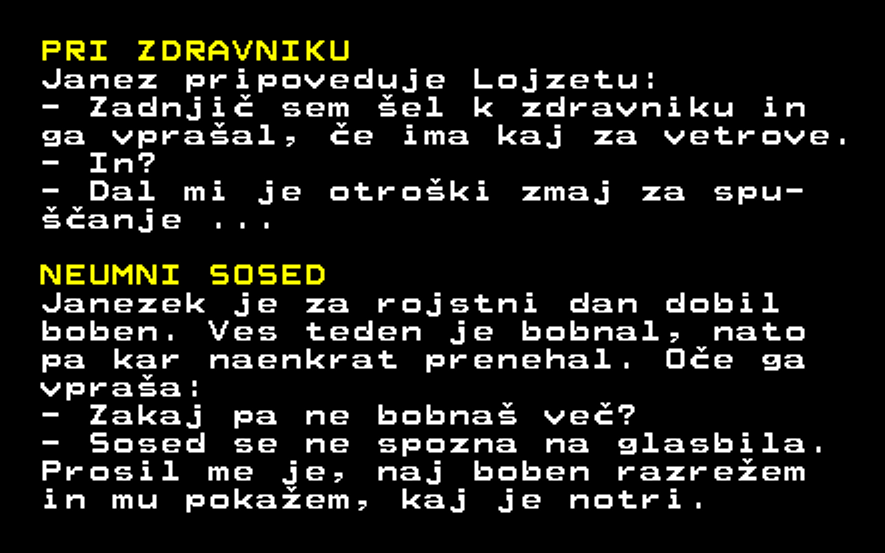 PRI ZDRAVNIKU
Janez pripoveduje Lojzetu:
- Zadnjič sem šel k zdravniku in
ga vprašal, če ima kaj za vetrove.
- In?
- Dal mi je otroški zmaj za spu-
ščanje ...
NEUMNI SOSED
Janezek je za rojstni dan dobil
boben. Ves teden je bobnal, nato
pa kar naenkrat prenehal. Oče ga
vpraša:
- Zakaj pa ne bobnaš več?
- Sosed se ne spozna na glasbila.
Prosil me je, naj boben razrežem
in mu pokažem, kaj je notri.